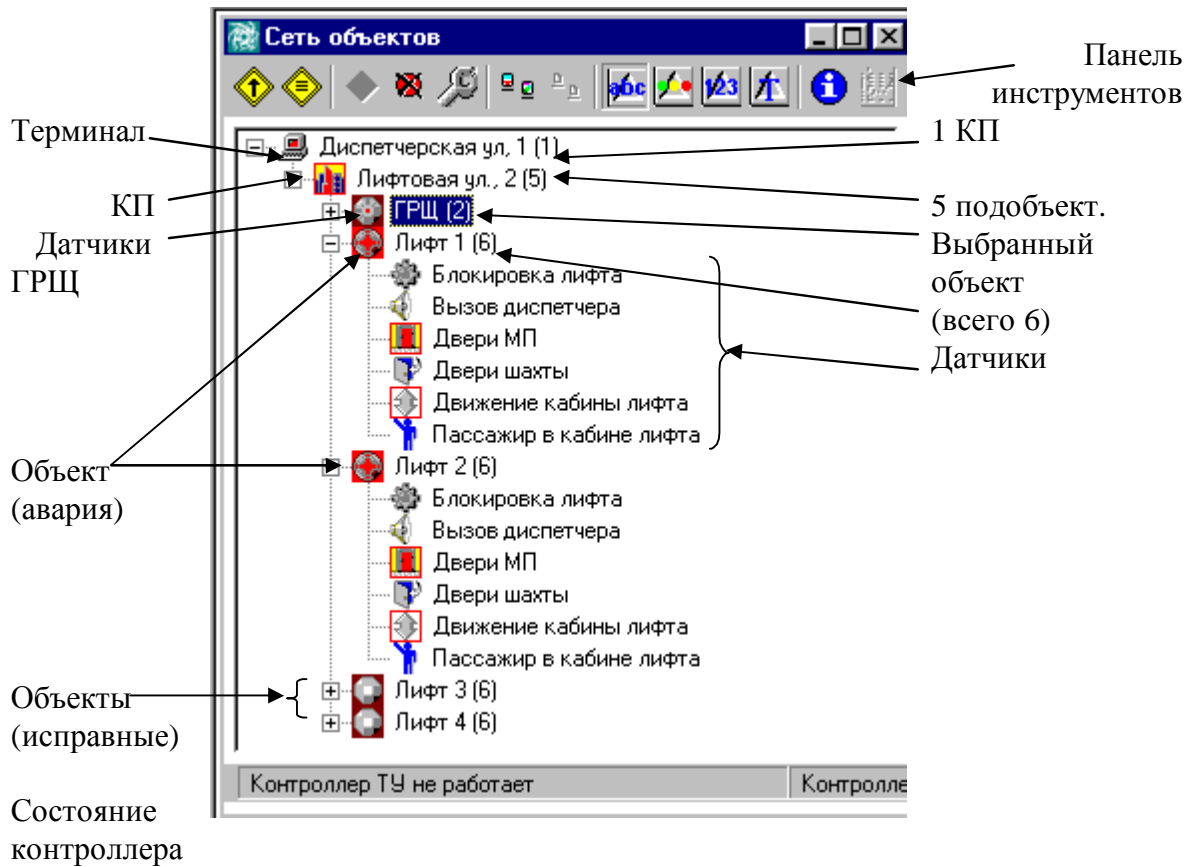 Сеть объектов
Панель
инструментов
abc
1/23
Терминал
Диспетчерская ул, 1 (1)
1 КП
Лифтовая ул., 2 (5)
КП
ГРЩ (2)
5 подобъект.
Датчики
ГРЩ
Лифт 1 (6)
Выбранный
объект
(всего 6)
Датчики
Блокировка лифта
Вызов диспетчера
Двери МП
Двери шахты
Движение кабины лифта
Пассажир в кабине лифта
Объект
(авария)
Лифт 2 (6)
Блокировка лифта
Вызов диспетчера
Двери МП
Двери шахты
Движение кабины лифта
Пассажир в кабине лифта
Объекты
(исправные)
Лифт 3 (6)
Лифт 4 (6)
Контроллер ТУ не работает
Контролле
Состояние
контроллера